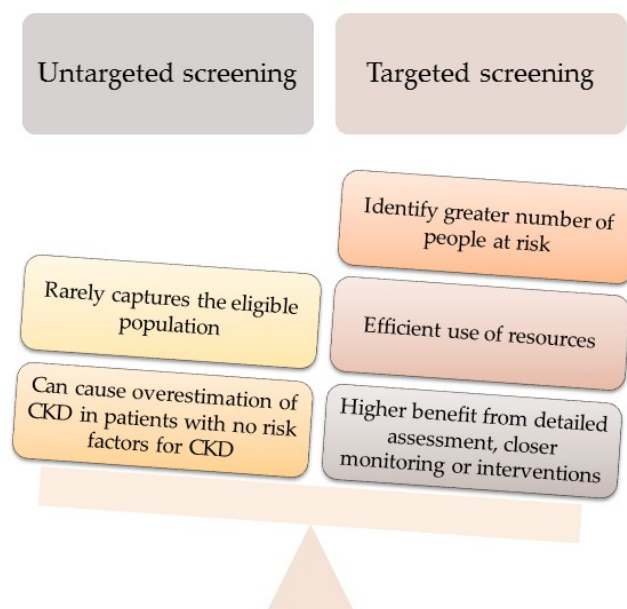 Untargeted screening
Targeted screening
Identify greater number of
people at risk
Rarely captures the eligible
population
Efficient use of resources
Can cause overestimation of
CKD in patients with no risk
factors for CKD
Higher benefit from detailed
assessment, closer
monitoring or interventions